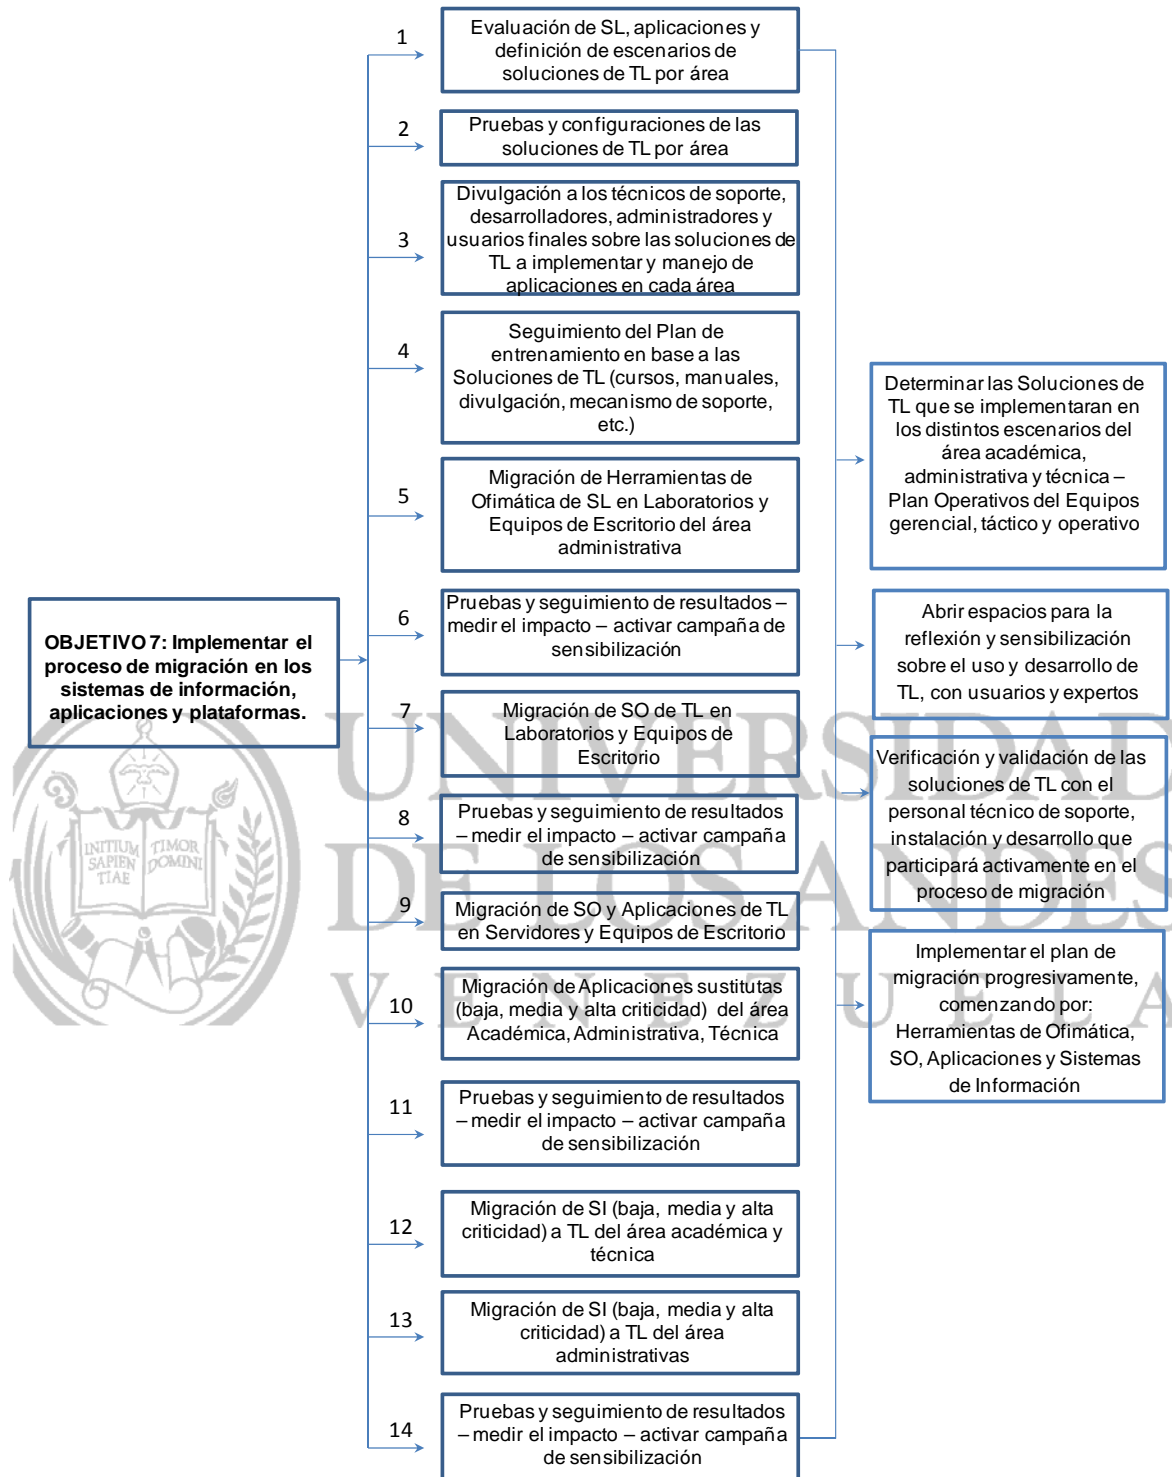 1
Evaluación de SL, aplicaciones y
definición de escenarios de
soluciones de TL por área
2
Pruebas y configuraciones de las
soluciones de TL por área
3
Divulgación a los técnicos de soporte,
desarrolladores, administradores y
usuarios finales sobre las soluciones de
TL a implementar y manejo de
aplicaciones en cada área
4
Seguimiento del Plan de
entrenamiento en base a las
Soluciones de TL (cursos, manuales,
divulgación, mecanismo de soporte,
etc.)
5
Migración de Herramientas de
Ofimática de SL en Laboratorios y
Equipos de Escritorio del área
administrativa
OBJETIVO 7: Implementar el
proceso de migración en los
sistemas de información,
aplicaciones y plataformas.
6
Pruebas y seguimiento de resultados –
medir el impacto – activar campaña de
sensibilización
7
Migración de SO de TL en
Laboratorios y Equipos de
Escritorio
8
Pruebas y seguimiento de resultados
– medir el impacto – activar campaña
de sensibilización
9
Migración de SO y Aplicaciones de TL
en Servidores y Equipos de Escritorio
10
Migración de Aplicaciones sustitutas
(baja, media y alta criticidad) del área
Académica, Administrativa, Técnica
11
Pruebas y seguimiento de resultados
– medir el impacto – activar campaña
de sensibilización
12
Migración de SI (baja, media y alta
criticidad) a TL del área académica y
técnica
13
Migración de SI (baja, media y alta
criticidad) a TL del área
administrativas
14
Pruebas y seguimiento de resultados
– medir el impacto – activar campaña
de sensibilización
Determinar las Soluciones de
TL que se implementaran en
los distintos escenarios del
área académica,
administrativa y técnica –
Plan Operativos del Equipos
gerencial, táctico y operativo
Abrir espacios para la
reflexión y sensibilización
sobre el uso y desarrollo de
TL, con usuarios y expertos
Verificación y validación de las
soluciones de TL con el
personal técnico de soporte,
instalación y desarrollo que
participará activamente en el
proceso de migración
Implementar el plan de
migración progresivamente,
comenzando por:
Herramientas de Ofimática,
SO, Aplicaciones y Sistemas
de Información
UNIVERSIDAD
DE LOS ANDES
VENEZUELA
INITIUM
SAPIEN
TIAE
TIMOR
DOMINI